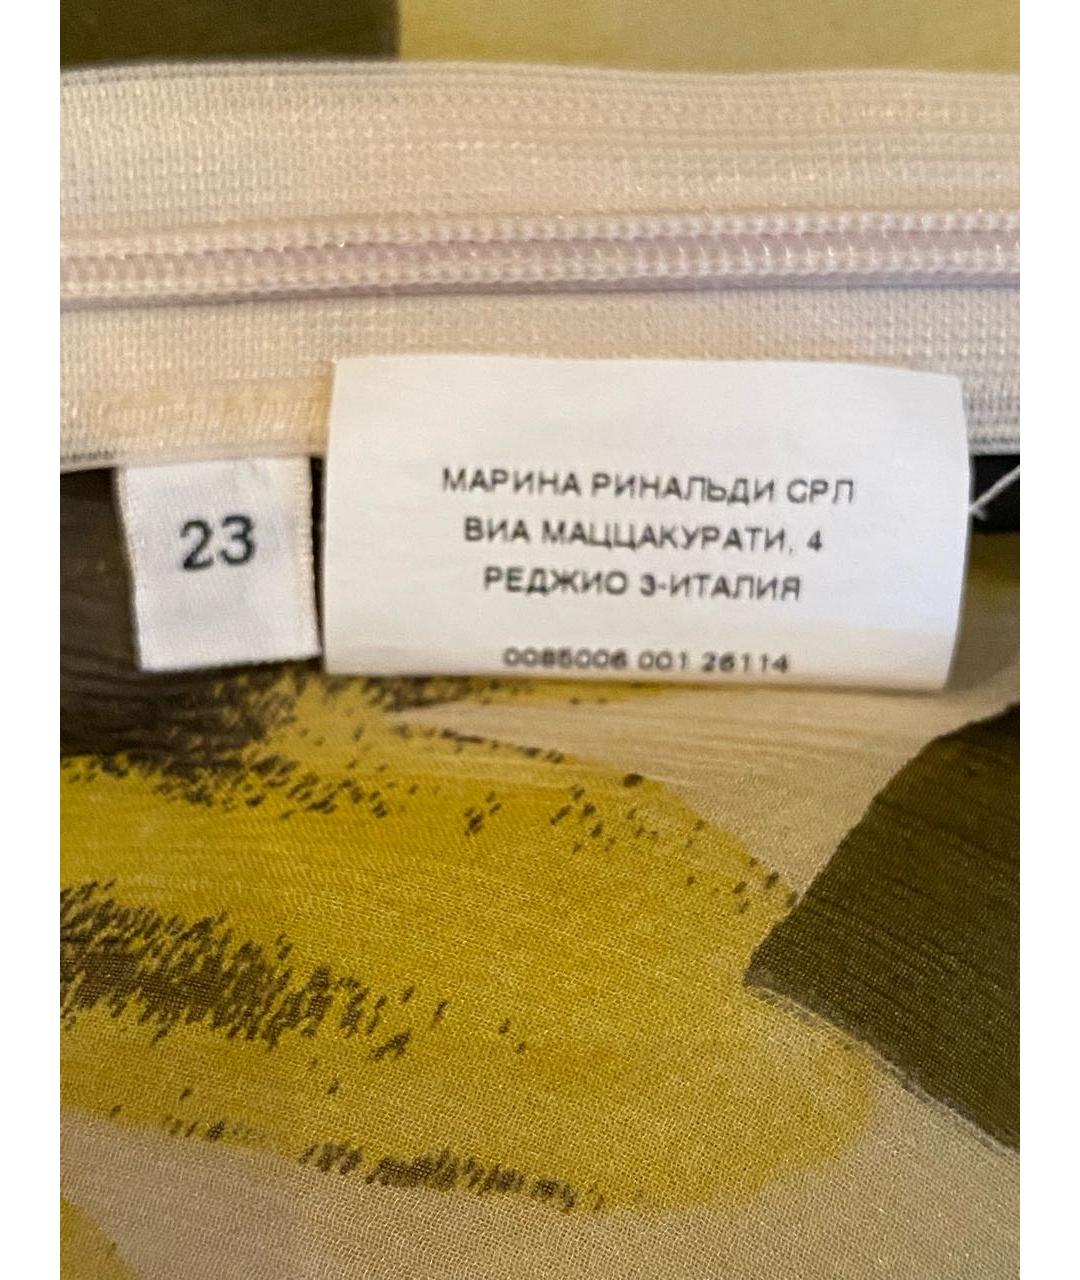 23
МАРИНА РИНАЛЬДИ СРЛ
ВИА МАЦЦАКУРАТИ, 4
РЕДЖИО З-ИТАЛИЯ
0085006 001 26114